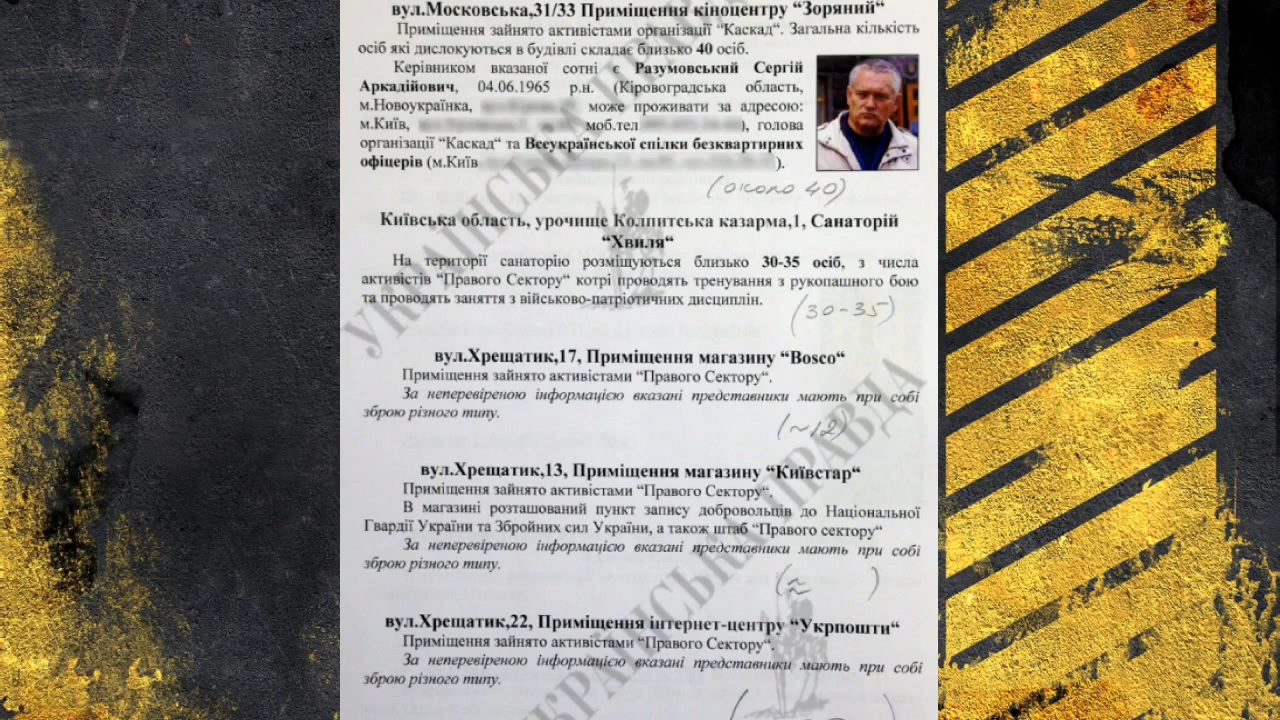 вул.Московська,31/33 Приміщення кіноцентру “Зоряний“
Приміщення зайнято активістами організації “Каскад“. Загальна кількість
осіб які дислокуються в будівлі складає близько 40 осіб.
Керівником вказаної сотні є Разумовський Сергій
Аркадійович, 04.06.1965 р.н. (Кіровоградська область,
м.Новоукраїнка, може проживати за адресою:
м.Київ, моб.тел ), голова
організації “Каскад“ та Всеукраїнської спілки безквартирних
офіцерів (м.Київ ).
(около 40)
Київська область, урочище Колпитська казарма,1, Санаторій
“Хвиля“
На території санаторію розміщуються близько 30-35 осіб, з числа
активістів “Правого Сектору“ котрі проводять тренування з рукопашного бою
та проводять заняття з військово-патріотичних дисциплін.
(30-35)
вул.Хрещатик,17, Приміщення магазину “Bosco“
Приміщення зайнято активістами “Правого Сектору“.
За неперевіреною інформацією вказані представники мають при собі
зброю різного типу.
(~12)
вул.Хрещатик,13, Приміщення магазину “Київстар“
Приміщення зайнято активістами “Правого Сектору“.
В магазині розташований пункт запису добровольців до Національної
Гвардії України та Збройних сил України, а також штаб “Правого сектору“
За неперевіреною інформацією вказані представники мають при собі
зброю різного типу.
(≈ )
вул.Хрещатик,22, Приміщення інтернет-центру “Укрпошти“
Приміщення зайнято активістами “Правого Сектору“.
За неперевіреною інформацією вказані представники мають при собі
зброю різного типу.
УКРАЇНСЬКА ПРАВДА
УКРАЇНСЬКА ПРАВДА